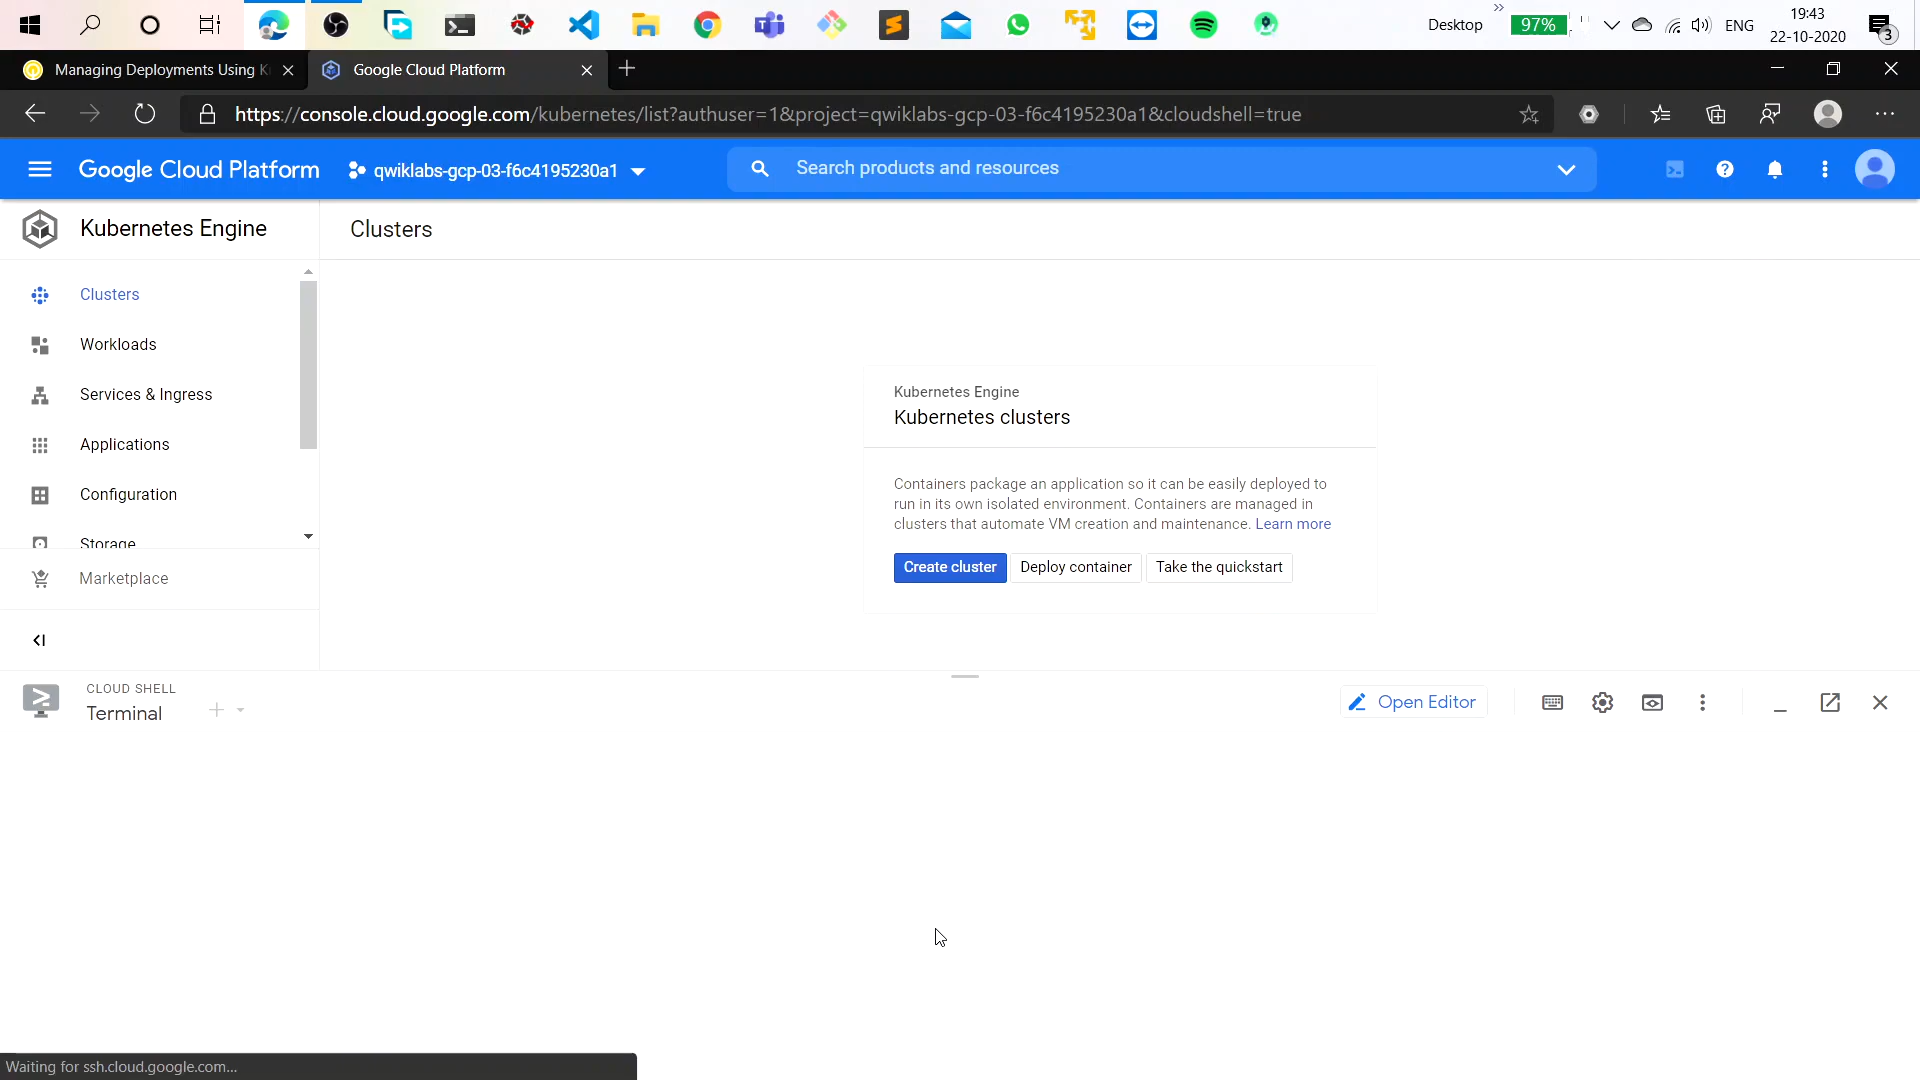 Desktop
97%
ENG
19:43
22-10-2020
3
Managing Deployments Using K
Google Cloud Platform
https://console.cloud.google.com/kubernetes/list?authuser=1&project=qwiklabs-gcp-03-f6c4195230a1&cloudshell=true
Google Cloud Platform
qwiklabs-gcp-03-f6c4195230a1
Search products and resources
Kubernetes Engine
Clusters
Clusters
Workloads
Services & Ingress
Applications
Configuration
Storage
Marketplace
Kubernetes Engine
Kubernetes clusters
Containers package an application so it can be easily deployed to
run in its own isolated environment. Containers are managed in
clusters that automate VM creation and maintenance. Learn more
Create cluster
Deploy container
Take the quickstart
CLOUD SHELL
Terminal
Open Editor
Waiting for ssh.cloud.google.com...